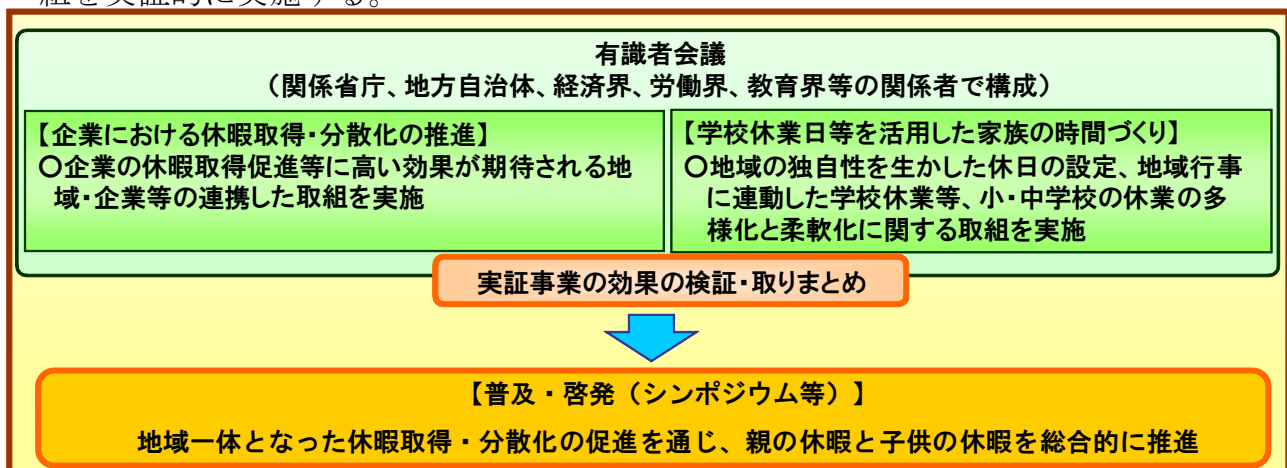 組を実証的に実施する。
有識者会議
(関係省庁、地方自治体、経済界、労働界、教育界等の関係者で構成)
【企業における休暇取得・分散化の推進】
○企業の休暇取得促進等に高い効果が期待される地
域・企業等の連携した取組を実施
【学校休業日等を活用した家族の時間づくり】
○地域の独自性を生かした休日の設定、地域行事
に連動した学校休業等、小・中学校の休業の多
様化と柔軟化に関する取組を実施
実証事業の効果の検証・取りまとめ
【普及・啓発(シンポジウム等)】
地域一体となった休暇取得・分散化の促進を通じ、親の休暇と子供の休暇を総合的に推進